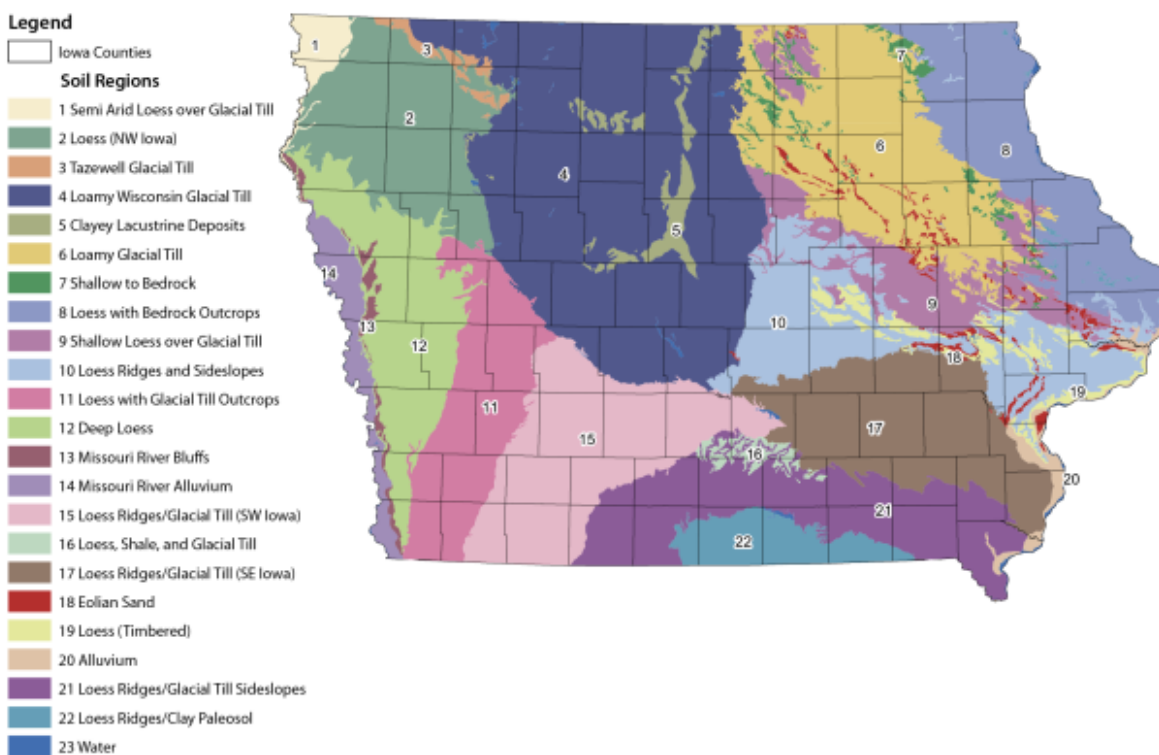 Legend
Iowa Counties
Soil Regions
1 Semi Arid Loess over Glacial Till
2 Loess (NW Iowa)
3 Tazewell Glacial Till
4 Loamy Wisconsin Glacial Till
5 Clayey Lacustrine Deposits
6 Loamy Glacial Till
7 Shallow to Bedrock
8 Loess with Bedrock Outcrops
9 Shallow Loess over Glacial Till
10 Loess Ridges and Sideslopes
11 Loess with Glacial Till Outcrops
12 Deep Loess
13 Missouri River Bluffs
14 Missouri River Alluvium
15 Loess Ridges/Glacial Till (SW Iowa)
16 Loess, Shale, and Glacial Till
17 Loess Ridges/Glacial Till (SE Iowa)
18 Eolian Sand
19 Loess (Timbered)
20 Alluvium
21 Loess Ridges/Glacial Till Sideslopes
22 Loess Ridges/Clay Paleosol
23 Water
1
3
7
2
6
8
4
5
14
9
13
10
12
18
19
11
15
17
16
20
21
22